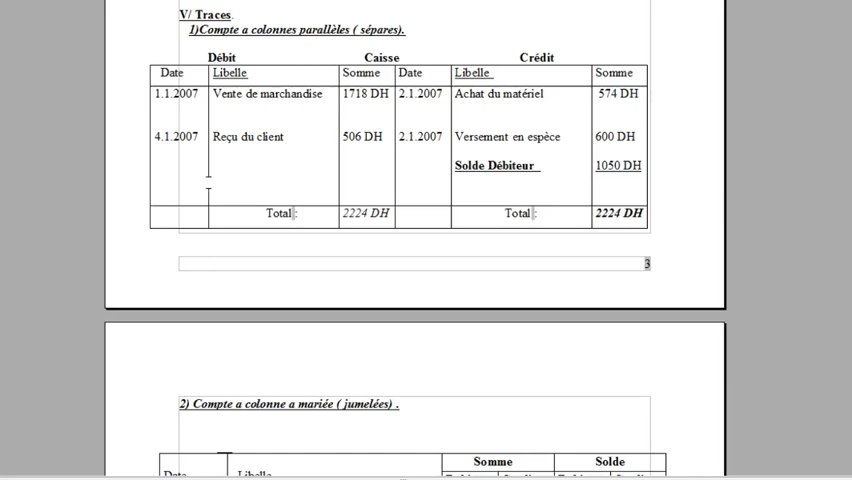 V/ Traces.
1)Compte a colonnes parallèles ( sépares).
Débit Caisse Crédit
Date Libelle Somme Date Libelle Somme
1.1.2007 Vente de marchandise 1718 DH 2.1.2007 Achat du matériel 574 DH
4.1.2007 Reçu du client 506 DH 2.1.2007 Versement en espèce 600 DH
Solde Débiteur 1050 DH
Total : 2224 DH Total : 2224 DH
3
2) Compte a colonne a mariée ( jumelées) .
Somme Solde
Date Libelle